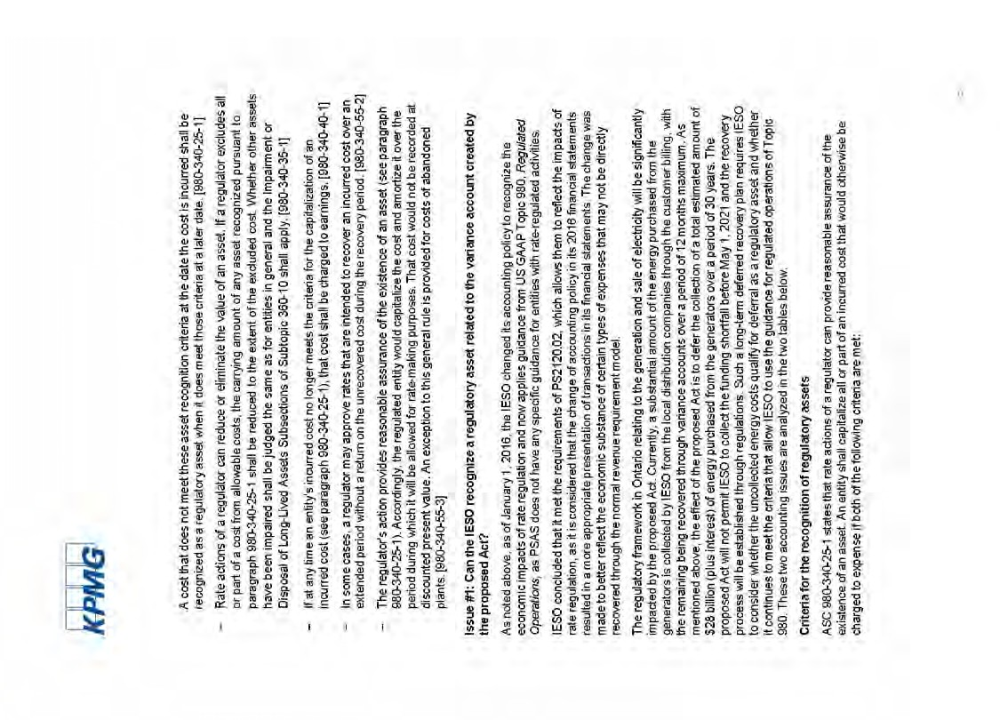 KPMG
A cost that does not meet these asset recognition criteria at the date the cost is incurred shall be
recognized as a regulatory asset when it does meet those criteria at a later date. [980-340-25-1]
– Rate actions of a regulator can reduce or eliminate the value of an asset. If a regulator excludes all
or part of a cost from allowable costs, the carrying amount of any asset recognized pursuant to
paragraph 980-340-25-1 shall be reduced to the extent of the excluded cost. Whether other assets
have been impaired shall be judged the same as for entities in general and the Impairment or
Disposal of Long-Lived Assets Subsections of Subtopic 360-10 shall apply. [980-340-35-1]
– If at any time an entity's incurred cost no longer meets the criteria for the capitalization of an
incurred cost (see paragraph 980-340-25-1), that cost shall be charged to earnings. [980-340-40-1]
– In some cases, a regulator may approve rates that are intended to recover an incurred cost over an
extended period without a return on the unrecovered cost during the recovery period. [980-340-55-2]
– The regulator's action provides reasonable assurance of the existence of an asset (see paragraph
980-340-25-1). Accordingly, the regulated entity would capitalize the cost and amortize it over the
period during which it will be allowed for rate-making purposes. That cost would not be recorded at
discounted present value. An exception to this general rule is provided for costs of abandoned
plants. [980-340-55-3]
Issue #1: Can the IESO recognize a regulatory asset related to the variance account created by
the proposed Act?
As noted above, as of January 1, 2016, the IESO changed its accounting policy to recognize the
economic impacts of rate regulation and now applies guidance from US GAAP Topic 980, Regulated
Operations, as PSAS does not have any specific guidance for entities with rate-regulated activities.
IESO concluded that it met the requirements of PS2120.02, which allows them to reflect the impacts of
rate regulation, as it is considered that the change of accounting policy in its 2016 financial statements
resulted in a more appropriate presentation of transactions in its financial statements. The change was
made to better reflect the economic substance of certain types of expenses that may not be directly
recovered through the normal revenue requirement model.
The regulatory framework in Ontario relating to the generation and sale of electricity will be significantly
impacted by the proposed Act. Currently, a substantial amount of the energy purchased from the
generators is collected by IESO from the local distribution companies through the customer billing, with
the remaining being recovered through variance accounts over a period of 12 months maximum. As
mentioned above, the effect of the proposed Act is to defer the collection of a total estimated amount of
$28 billion (plus interest) of energy purchased from the generators over a period of 30 years. The
proposed Act will not permit IESO to collect the funding shortfall before May 1, 2021 and the recovery
process will be established through regulations. Such a long-term deferred recovery plan requires IESO
to consider whether the uncollected energy costs qualify for deferral as a regulatory asset and whether
it continues to meet the criteria that allow IESO to use the guidance for regulated operations of Topic
980. These two accounting issues are analyzed in the two tables below.
Criteria for the recognition of regulatory assets
ASC 980-340-25-1 states that rate actions of a regulator can provide reasonable assurance of the
existence of an asset. An entity shall capitalize all or part of an incurred cost that would otherwise be
charged to expense if both of the following criteria are met: